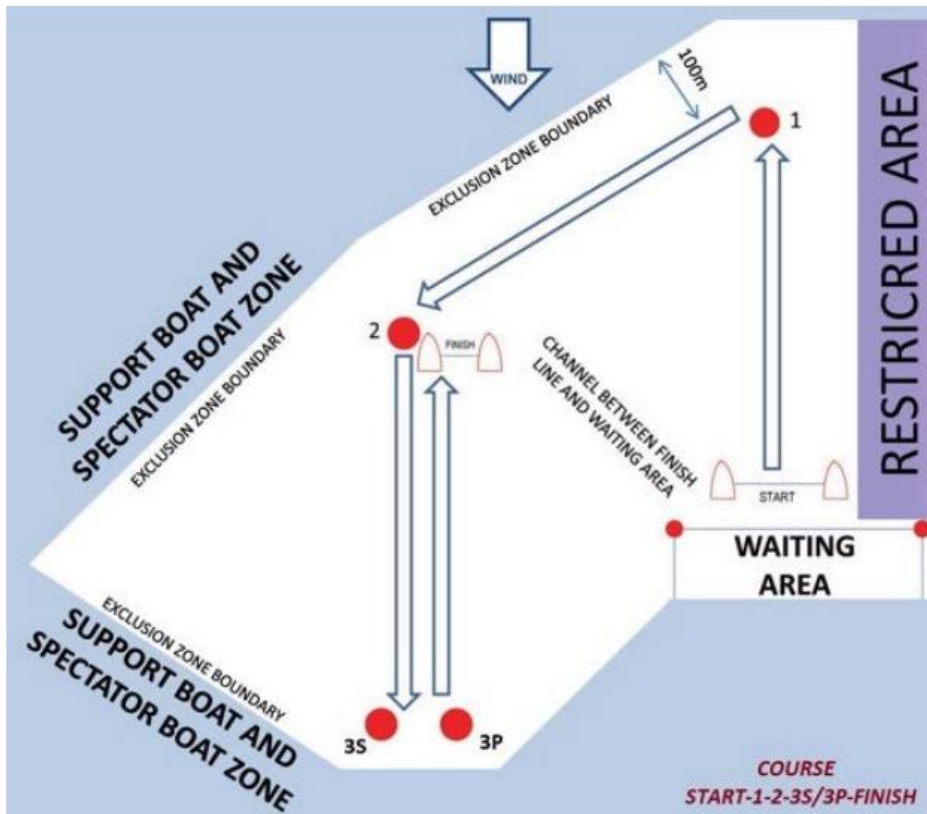 WIND
100m
1
EXCLUSION ZONE BOUNDARY
RESTRICRED AREA
SUPPORT BOAT AND
SPECTATOR BOAT ZONE
EXCLUSION ZONE BOUNDARY
2
FINISH
CHANNEL BETWEEN FINISH
LINE AND WAITING AREA
START
WAITING
AREA
EXCLUSION ZONE BOUNDARY
SUPPORT BOAT AND
SPECTATOR BOAT ZONE
3S
3P
COURSE
START-1-2-3S/3P-FINISH